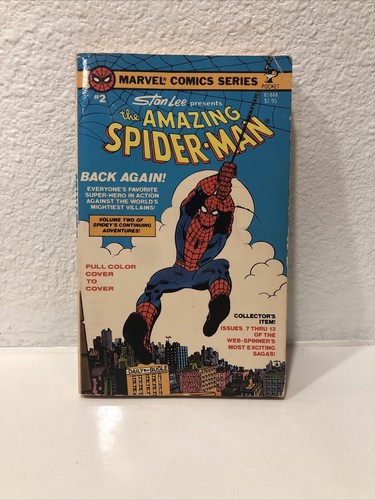 MARVEL® COMICS SERIES
#2
POCKET
$1.95
Stan Lee presents
the AMAZING
SPIDER-MAN®
BACK AGAIN!
EVERYONE'S FAVORITE
SUPER-HERO IN ACTION
AGAINST THE WORLD'S
MIGHTIEST VILLAINS!
VOLUME TWO OF
SPIDEY'S CONTINUING
ADVENTURES!
FULL COLOR
COVER
TO
COVER
COLLECTOR'S
ITEM!
ISSUES 7 THRU 13
OF THE
WEB-SPINNER'S
MOST EXCITING
SAGAS!
DAILY BUGLE